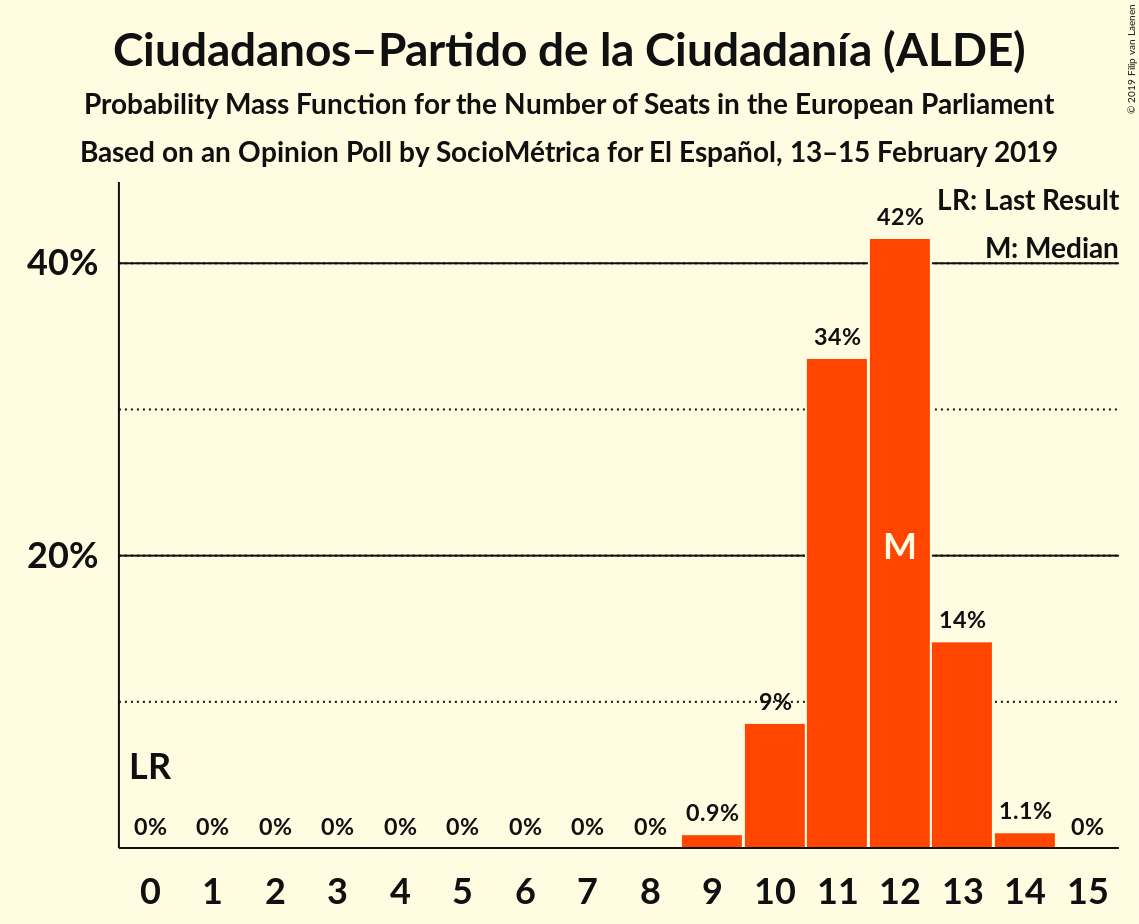 Ciudadanos–Partido de la Ciudadanía (ALDE)
Probability Mass Function for the Number of Seats in the European Parliament
Based on an Opinion Poll by SocioMétrica for El Español, 13–15 February 2019
© 2019 Filip van Laenen
LR: Last Result
M: Median
40%
20%
42%
34%
M
14%
9%
LR
0% 0% 0% 0% 0% 0% 0% 0% 0% 0.9% 1.1% 0%
0 1 2 3 4 5 6 7 8 9 10 11 12 13 14 15